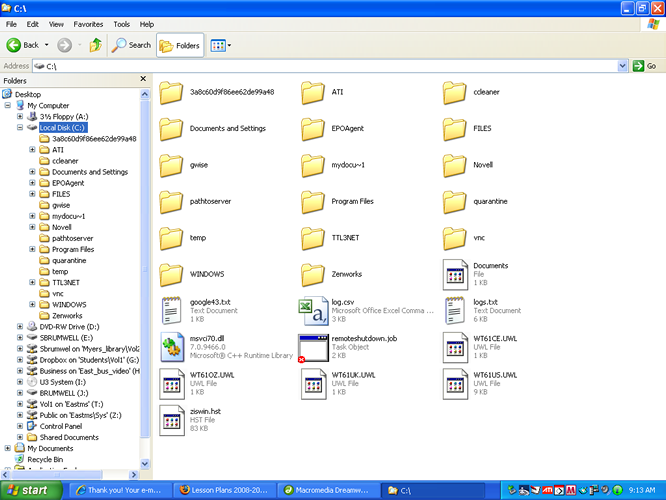 C:\
File Edit View Favorites Tools Help
Back Search Folders
Address C:\ Go
Folders
Desktop
My Computer
3½ Floppy (A:)
Local Disk (C:)
3a8c60d9f86ee62de99a48
ATI
ccleaner
Documents and Settings
EPOAgent
FILES
gwise
mydocu~1
Novell
pathtoserver
Program Files
quarantine
temp
TTL3NET
vnc
WINDOWS
Zenworks
DVD-RW Drive (D:)
SBRUMWELL (E:)
Sbrumwel on 'Myers_library\Vol2
Dropbox on 'Students\Vol1' (G:)
Business on 'East_bus_video' (H
U3 System (I:)
BRUMWELL (J:)
Vol1 on 'Eastms' (T:)
Public on 'Eastms\Sys' (Z:)
Control Panel
Shared Documents
My Documents
Recycle Bin
3a8c60d9f86ee62de99a48
ATI
ccleaner
Documents and Settings
EPOAgent
FILES
gwise
mydocu~1
Novell
pathtoserver
Program Files
quarantine
temp
TTL3NET
vnc
WINDOWS
Zenworks
Documents
File
1 KB
google43.txt
Text Document
1 KB
log.csv
Microsoft Office Excel Comma ...
3 KB
logs.txt
Text Document
6 KB
msvci70.dll
7.0.9466.0
Microsoft® C++ Runtime Library
remoteshutdown.job
Task Object
2 KB
WT61CE.UWL
UWL File
1 KB
WT61OZ.UWL
UWL File
1 KB
WT61UK.UWL
UWL File
1 KB
WT61US.UWL
UWL File
9 KB
ziswin.hst
HST File
83 KB
start
Thank you! Your e-m...
Lesson Plans 2008-20...
Macromedia Dreamw...
C:\
9:13 AM